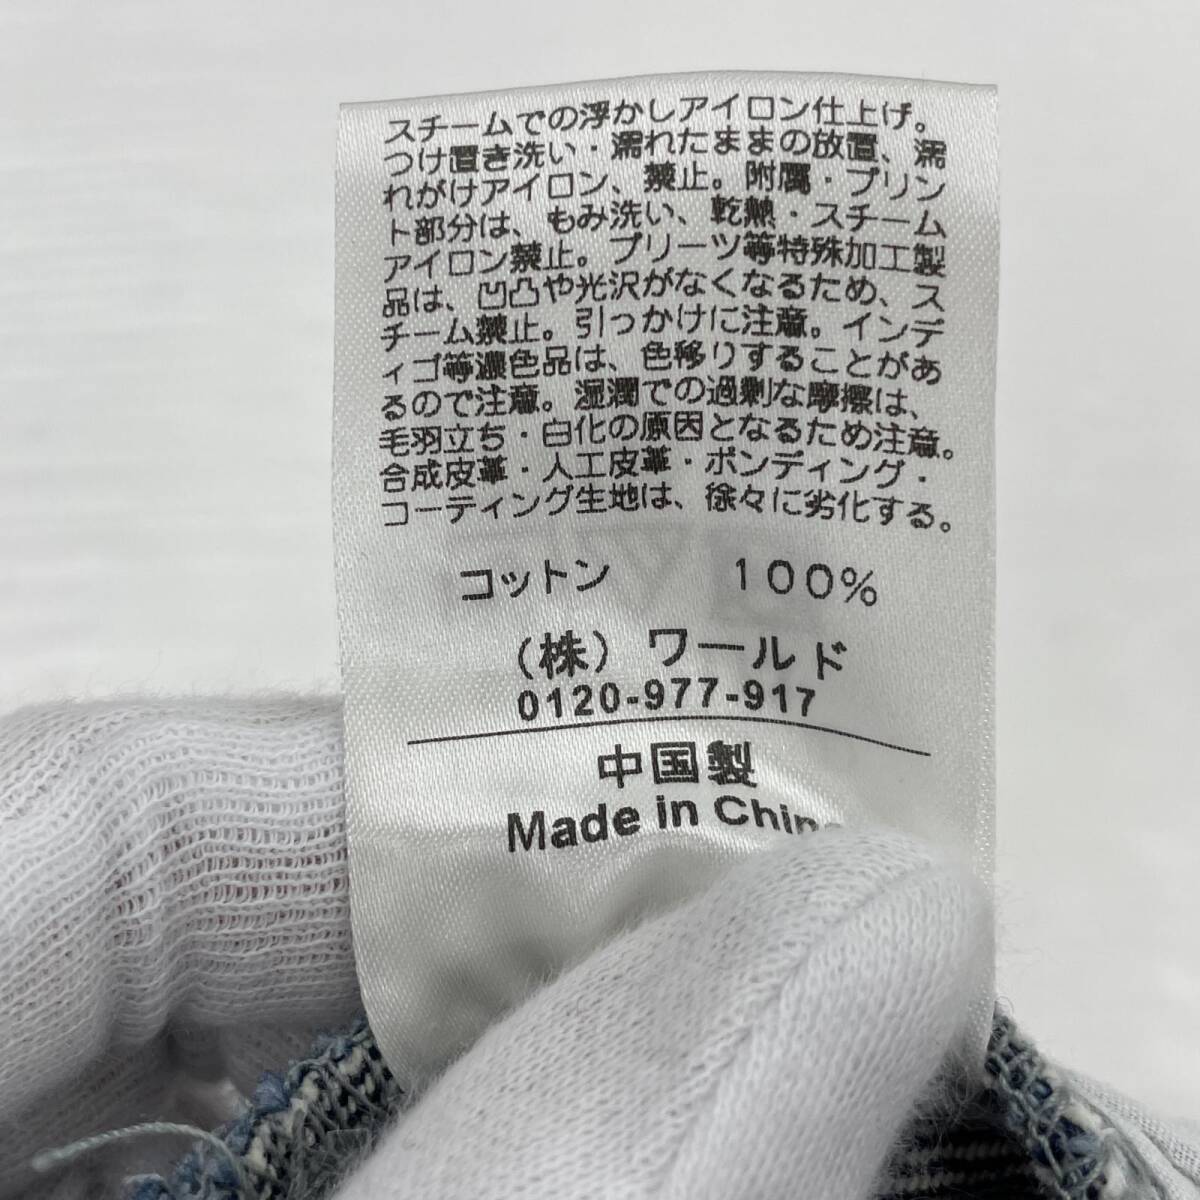 スチームでの浮かしアイロン仕上げ。
つけ置き洗い・濡れたままの放置、濡
れがけアイロン、禁止。附属・プリン
ト部分は、もみ洗い、乾熱・スチーム
アイロン禁止。プリーツ等特殊加工製
品は、凹凸や光沢がなくなるため、ス
チーム禁止。引っかけに注意。インデ
ィゴ等濃色品は、色移りすることがあ
るので注意。湿潤での過剰な摩擦は、
毛羽立ち・白化の原因となるため注意。
合成皮革・人工皮革・ボンディング・
コーティング生地は、徐々に劣化する。
コットン 100%
(株) ワールド
0120-977-917
中国製
Made in China